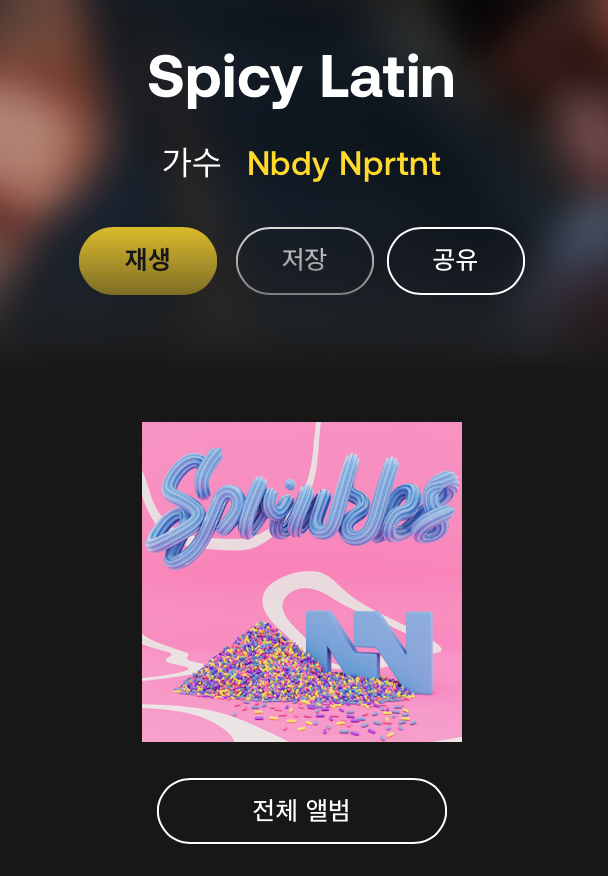 Spicy Latin
가수 Nbdy Nprtnt
재생 저장 공유
Sprinkles
NN
전체 앨범